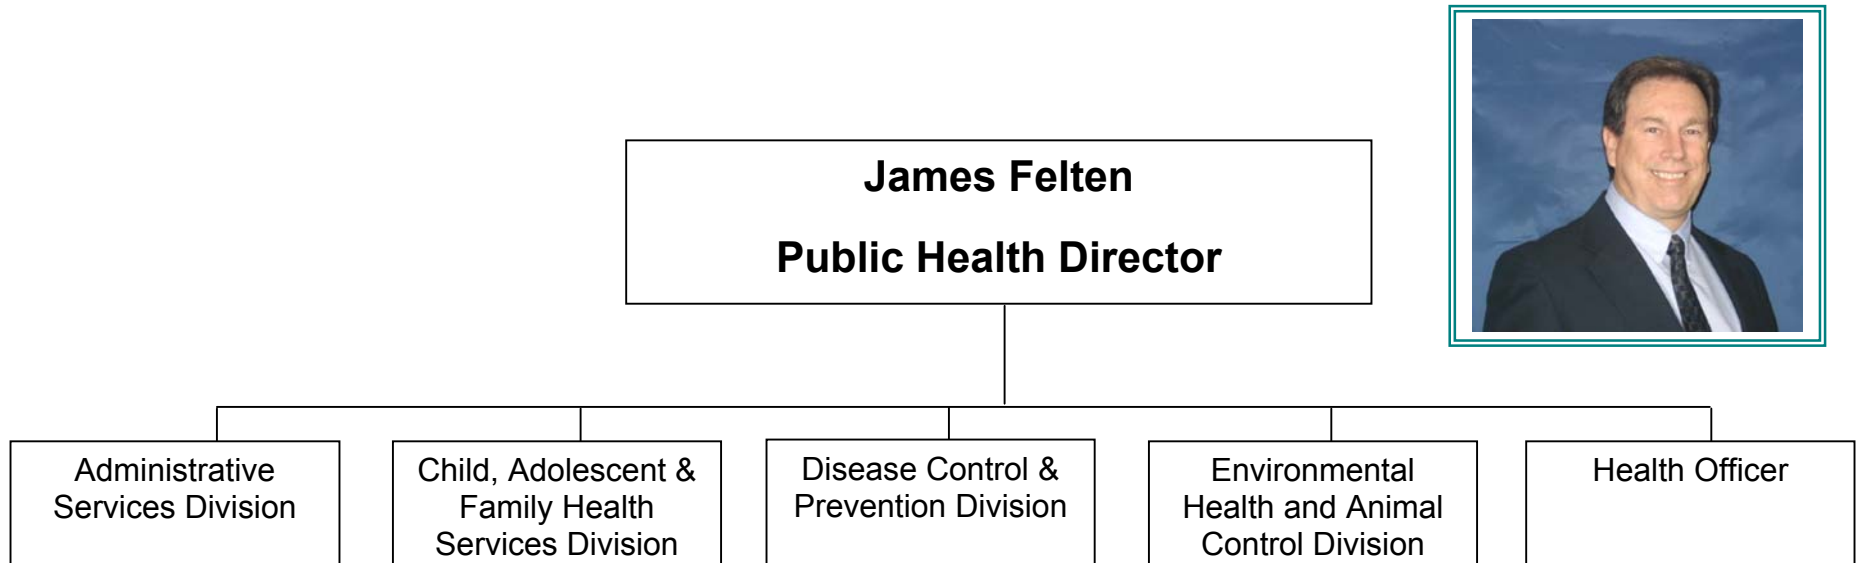 James Felten
Public Health Director
Administrative
Services Division
Child, Adolescent &
Family Health
Services Division
Disease Control &
Prevention Division
Environmental
Health and Animal
Control Division
Health Officer